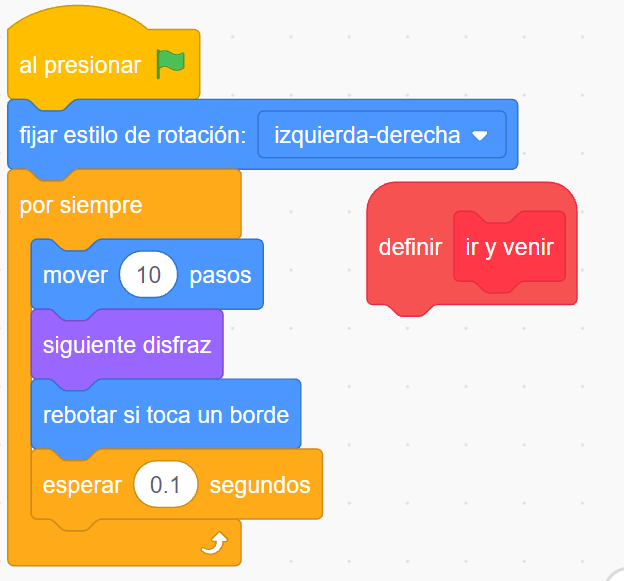 al presionar
fijar estilo de rotación: izquierda-derecha
por siempre
mover 10 pasos
siguiente disfraz
rebotar si toca un borde
esperar 0.1 segundos
definir ir y venir